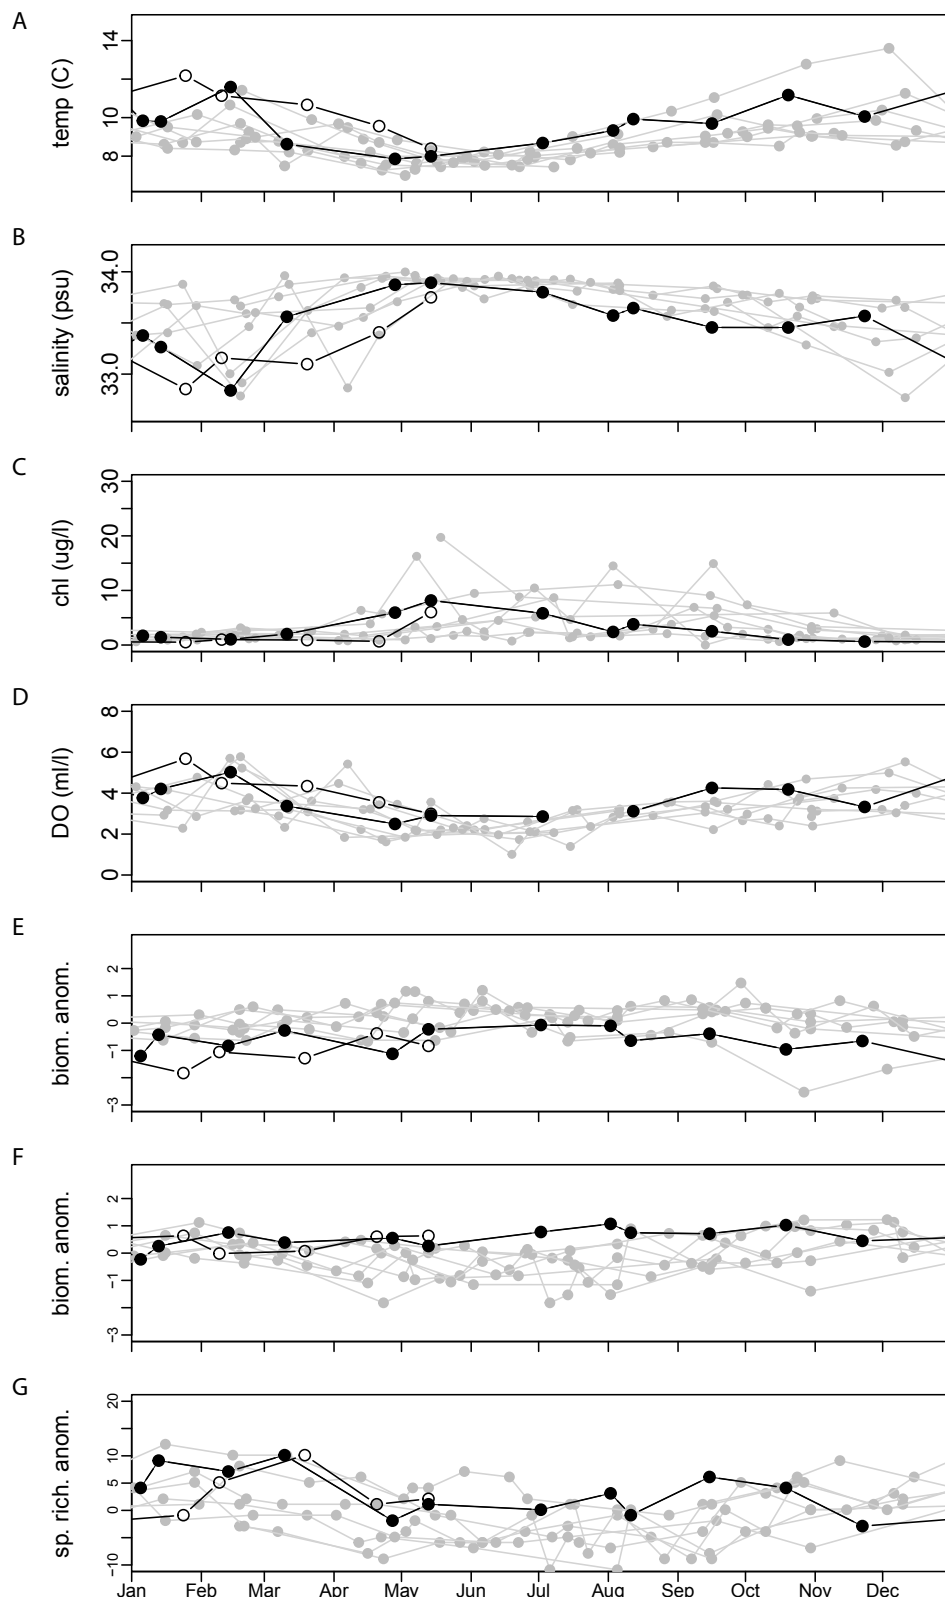 A
temp (C)
14
10
8
B
salinity (psu)
34.0
33.0
C
chl (ug/l)
30
20
10
0
D
DO (ml/l)
8
6
4
2
0
E
biom. anom.
2
1
0
-1
-3
F
biom. anom.
2
1
0
-1
-3
G
sp. rich. anom.
20
10
5
0
-10
Jan Feb Mar Apr May Jun Jul Aug Sep Oct Nov Dec